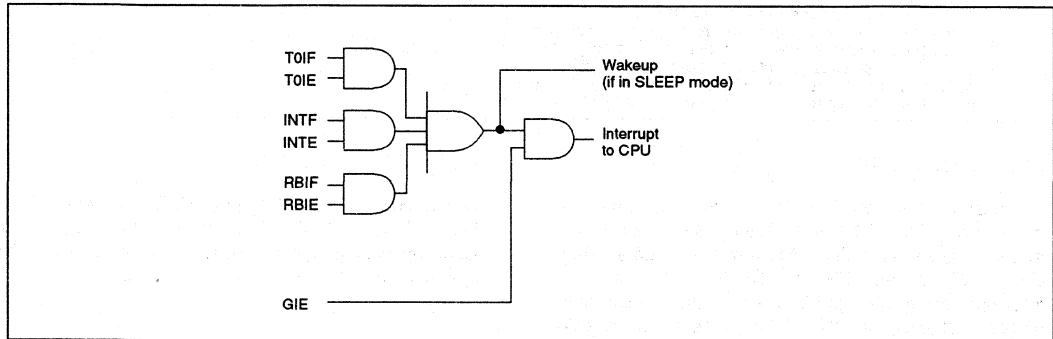 T0IF
T0IE
INTF
INTE
RBIF
RBIE
GIE
Wakeup
(if in SLEEP mode)
Interrupt
to CPU